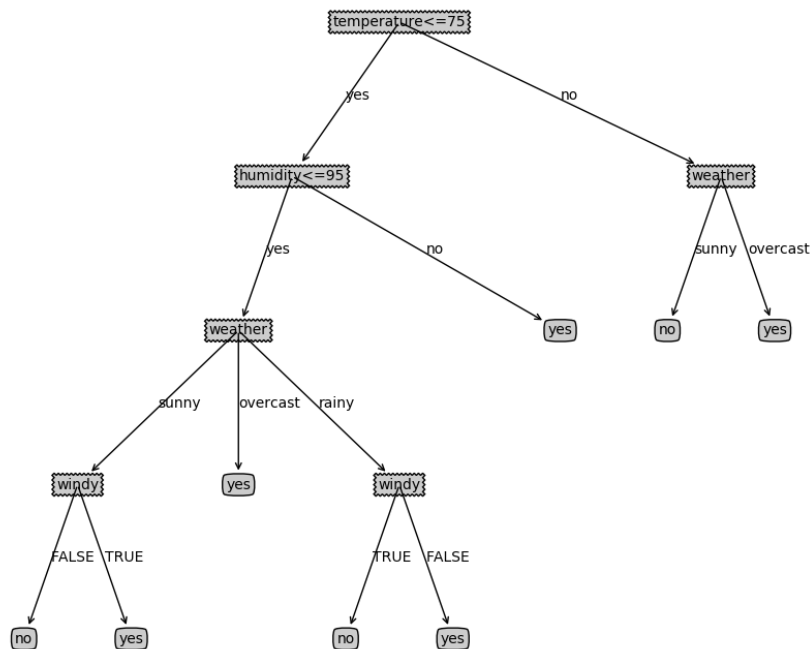 temperature<=75
yes
no
humidity<=95
weather
yes
no
sunny
overcast
weather
yes
no
yes
sunny
overcast
rainy
windy
yes
windy
FALSE
TRUE
TRUE
FALSE
no
yes
no
yes